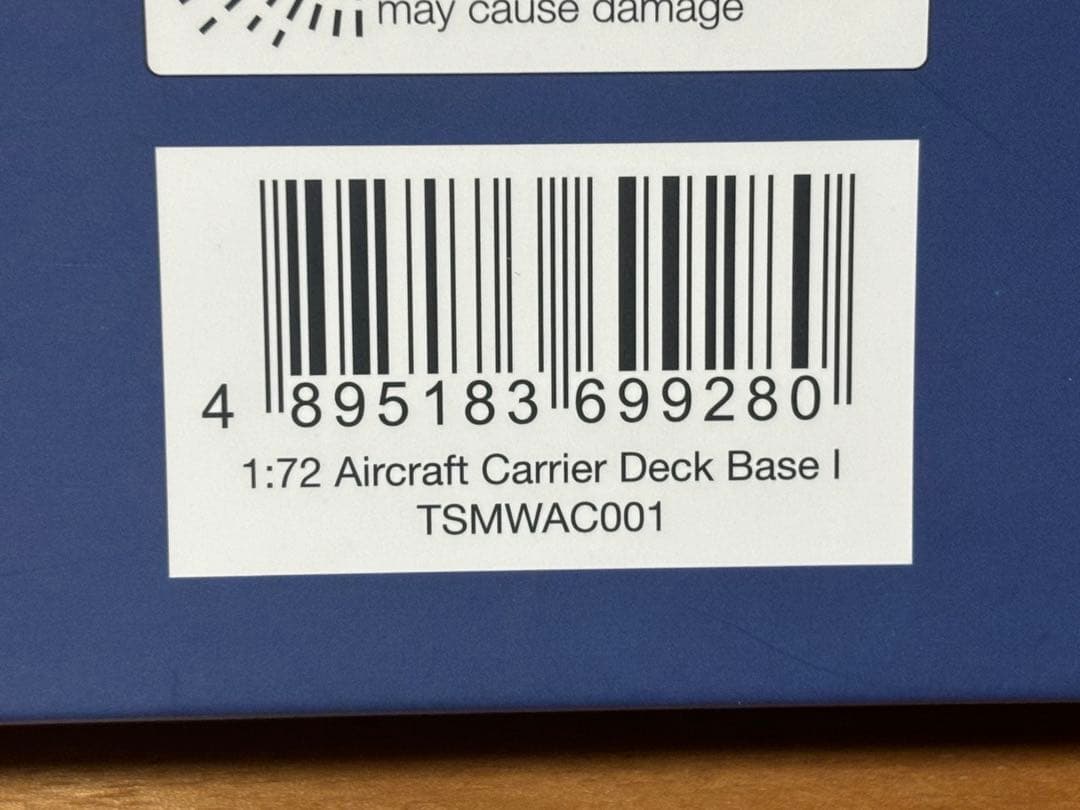 may cause damage
4 895183 699280
1:72 Aircraft Carrier Deck Base I
TSMWAC001